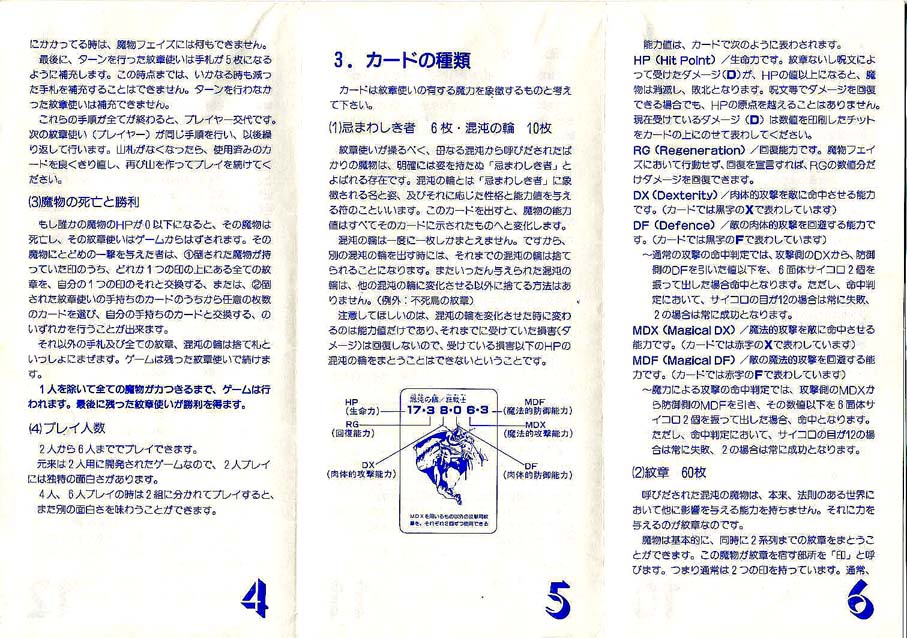 にかかってる時は、魔物フェイズには何もできません。
最後に、ターンを行った紋章使いは手札が5枚になる
ように補充します。この時点までは、いかなる時も減っ
た手札を補充することはできません。ターンを行わなか
った紋章使いは補充できません。
これらの手順が全てが終わると、プレイヤー交代です。
次の紋章使い（プレイヤー）が同じ手順を行い、以後繰
り返して行います。山札がなくなったら、使用済みのカ
ードを良くきり直し、再び山を作ってプレイを続けてく
ださい。
(3)魔物の死亡と勝利
もし誰かの魔物のHPが0以下になると、その魔物は
死亡し、その紋章使いはゲームからはずされます。その
魔物にとどめの一撃を与えた者は、①倒された魔物が持
っていた印のうち、どれか1つの印の上にある全ての紋
章を、自分の1つの印のそれと交換する、または、②倒
された紋章使いの手持ちのカードのうちから任意の枚数
のカードを選び、自分の手持ちのカードと交換する、の
いずれかを行うことが出来ます。
それ以外の手札及び全ての紋章、混沌の輪は捨て札と
いっしょにまぜます。ゲームは残った紋章使いで続けま
す。
1人を除いて全ての魔物が力つきるまで、ゲームは行
われます。最後に残った紋章使いが勝利を得ます。
(4)プレイ人数
2人から6人まででプレイできます。
元来は2人用に開発されたゲームなので、2人プレイ
には独特の面白さがあります。
4人、6人プレイの時は2組に分かれてプレイすると、
また別の面白さを味わうことができます。
4
3．カードの種類
カードは紋章使いの有する魔力を象徴するものと考え
て下さい。
(1)忌まわしき者　6枚・混沌の輪　10枚
紋章使いが操るべく、母なる混沌から呼びだされたば
かりの魔物は、明確には姿を持たぬ「忌まわしき者」と
よばれる存在です。混沌の輪とは「忌まわしき者」に象
徴される名と姿、及びそれに応じた性格と能力値を与え
る符のことといいます。このカードを出すと、魔物の能力
値はすべてそのカードに示されたものへと変化します。
混沌の輪は一度に一枚しかまとえません。ですから、
別の混沌の輪を出す時には、それまでの混沌の輪は捨て
られることになります。またいったん与えられた混沌の
輪は、他の混沌の輪に変化させる以外に捨てる方法はあ
りません。（例外：不死鳥の紋章）
注意してほしいのは、混沌の輪を変化させた時に変わ
るのは能力値だけであり、それまでに受けていた損害（ダ
メージ）は回復しないので、受けている損害以下のHPの
混沌の輪をまとうことはできないということです。
HP
（生命力）
RG
（回復能力）
DX
（肉体的攻撃能力）
混沌の輪／昆戦士
17・3 8・0 6・3
MDF
（魔法的防御能力）
MDX
（魔法的攻撃能力）
DF
（肉体的防御能力）
MDXを用いるもの以外の攻撃用紋
章を、それぞれ2回ずつ使用できる
5
能力値は、カードで次のように表わされます。
HP（Hit Point）／生命力です。紋章ないし呪文によ
って受けたダメージ（D）が、HPの値以上になると、魔
物は消滅し、敗北となります。呪文等でダメージを回復
できる場合でも、HPの原点を越えることはありません。
現在受けているダメージ（D）は数値を印刷したチット
をカードの上にのせて表わしてください。
RG（Regeneration）／回復能力です。魔物フェイ
ズにおいて行動せず、回復を宣言すれば、RGの数値分だ
けダメージを回復できます。
DX（Dexterity）／肉体的攻撃を敵に命中させる能力
です。（カードでは黒字のXで表わしています）
DF（Defence）／敵の肉体的攻撃を回避する能力で
す。（カードでは黒字のFで表わしています）
～通常の命中判定では、攻撃側のDXから、防御
側のDFを引いた値以下を、6面体サイコロ2個を
振って出した場合命中となります。ただし、命中判
定において、サイコロの目が12の場合は常に失敗、
2の場合は常に成功となります。
MDX（Magical DX）／魔法的攻撃を敵に命中させる
能力です。（カードでは赤字のXで表わしています）
MDF（Magical DF）／敵の魔法的攻撃を回避する能
力です。（カードでは赤字のFで表わしています）
～魔力による攻撃の命中判定では、攻撃側のMDXか
ら防御側のMDFを引き、その数値以下を6面体サ
イコロ2個を振って出した場合、命中となります。
ただし、命中判定において、サイコロの目が12の場
合は常に失敗、2の場合は常に成功となります。
(2)紋章　60枚
呼びだされた混沌の魔物は、本来、法則のある世界に
おいて他に影響を与える能力を持ちません。それに力を
与えるのが紋章なのです。
魔物は基本的に、同時に2系列までの紋章をまとうこ
とができます。この魔物が紋章を宿す部所を「印」と呼
びます。つまり通常は2つの印を持っています。通常、
6